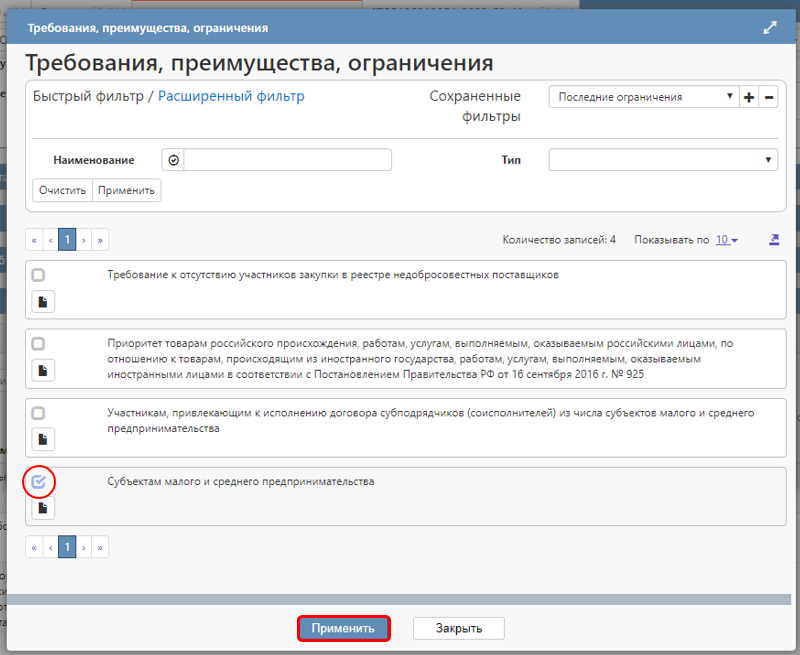 Требования, преимущества, ограничения
Требования, преимущества, ограничения
Быстрый фильтр / Расширенный фильтр
Сохраненные фильтры
Последние ограничения
Наименование
Тип
Очистить Применить
« ‹ 1 › »
Количество записей: 4 Показывать по 10
Требование к отсутствию участников закупки в реестре недобросовестных поставщиков
Приоритет товарам российского происхождения, работам, услугам, выполняемым, оказываемым российскими лицами, по
отношению к товарам, происходящим из иностранного государства, работам, услугам, выполняемым, оказываемым
иностранными лицами в соответствии с Постановлением Правительства РФ от 16 сентября 2016 г. № 925
Участникам, привлекающим к исполнению договора субподрядчиков (соисполнителей) из числа субъектов малого и среднего
предпринимательства
Субъектам малого и среднего предпринимательства
« ‹ 1 › »
Применить Закрыть